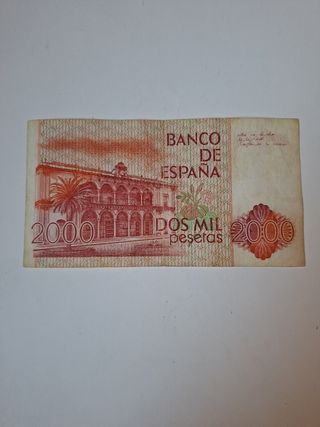 BANCO
DE
ESPAÑA
2000
DOS MIL
pesetas
2000